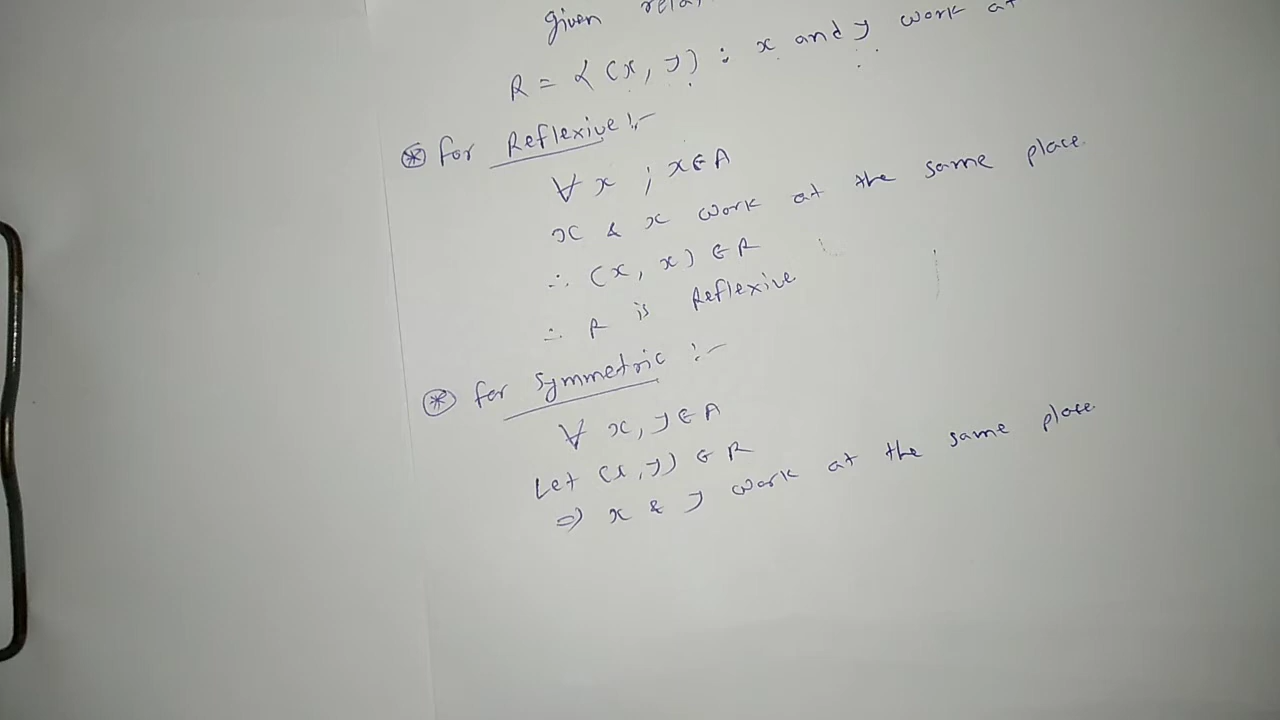 given
R = { (x, y) : x and y work at
⊛ for Reflexive :-
∀ x ; x ∈ A
x & x work at the same place.
∴ (x, x) ∈ R
∴ R is Reflexive
⊛ for symmetric :-
∀ x, y ∈ A
Let (x, y) ∈ R
⇒ x & y work at the same place.